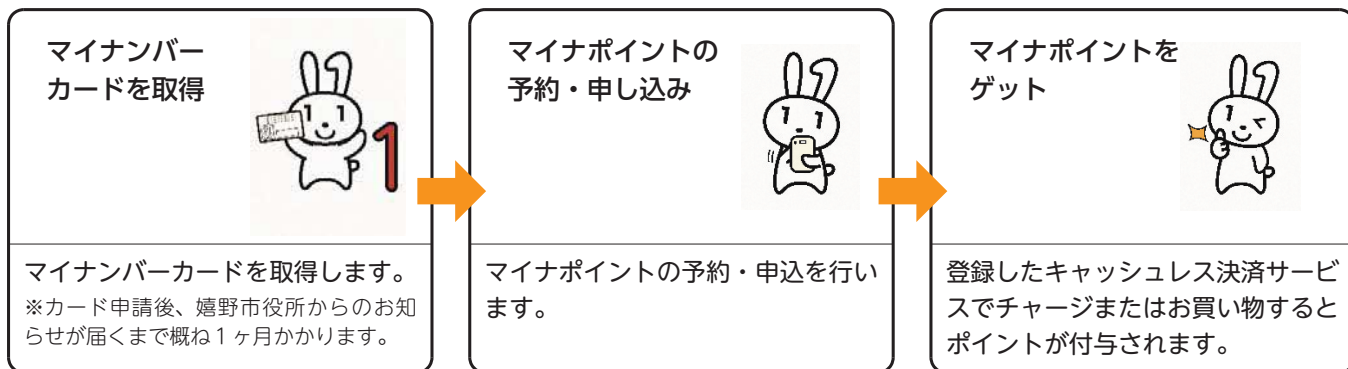 マイナンバー
カードを取得
1
マイナンバーカードを取得します。
※カード申請後、嬉野市役所からのお知
らせが届くまで概ね1ヶ月かかります。
マイナポイントの
予約・申し込み
マイナポイントの予約・申込を行い
ます。
マイナポイントを
ゲット
登録したキャッシュレス決済サービ
スでチャージまたはお買い物すると
ポイントが付与されます。